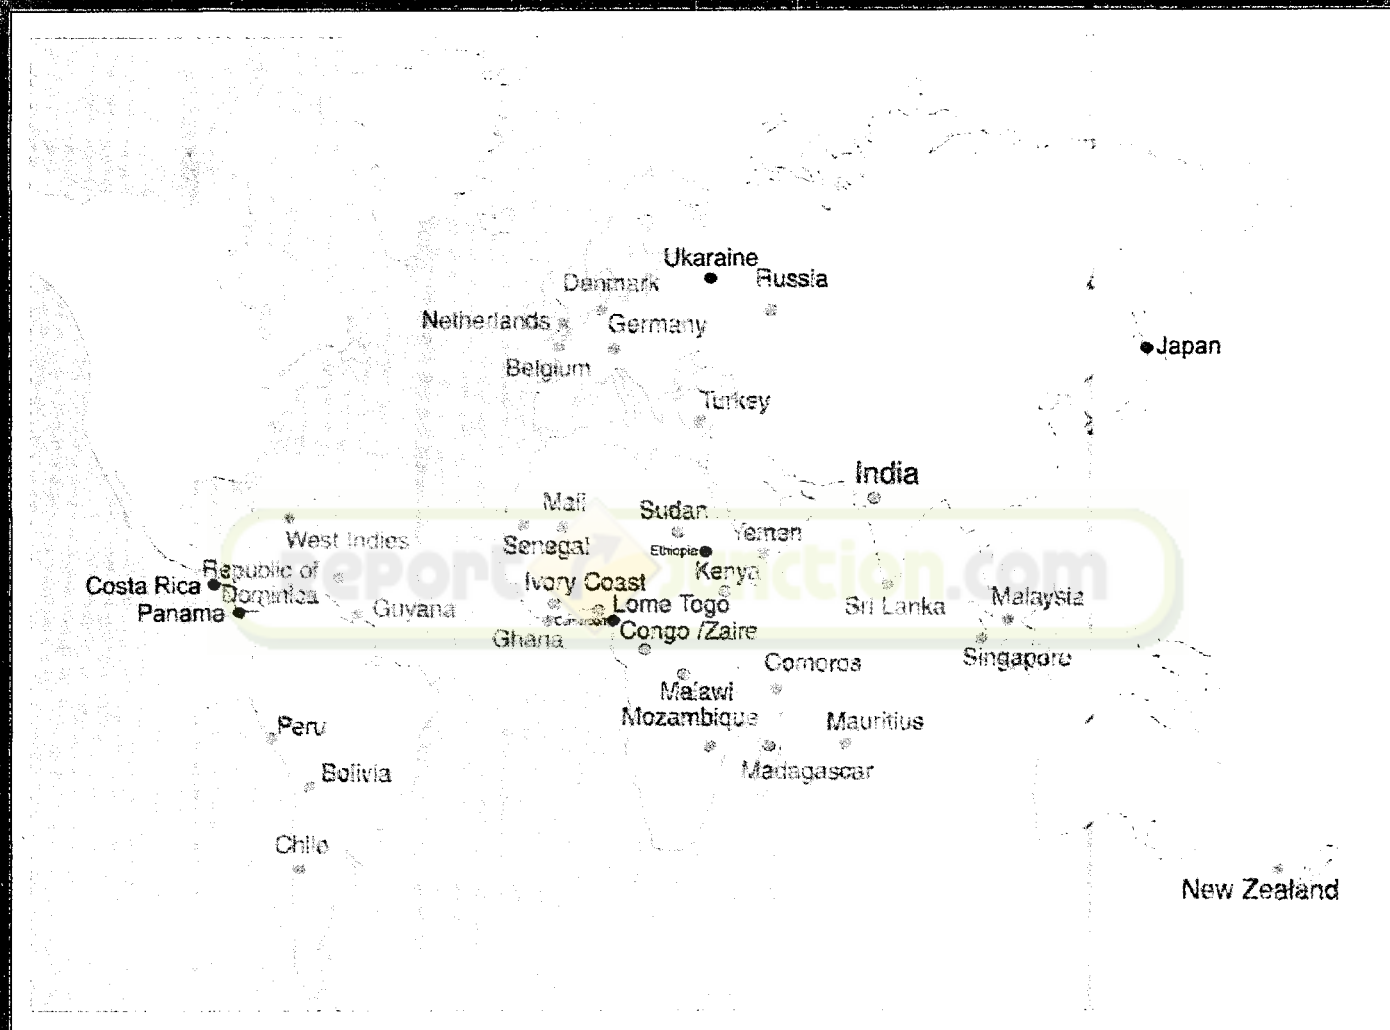 Ukaraine
Denmark
Russia
Netherlands
Germany
Japan
Belgium
Turkey
India
Mali
Sudan
West Indies
Senegal
Yemen
Ethiopia
reportjunction.com
Republic of
Dominica
Costa Rica
Ivory Coast
Kenya
Panama
Guyana
Lome Togo
Sri Lanka
Malaysia
Ghana
Congo /Zaire
Singapore
Comoros
Malawi
Mozambique
Mauritius
Peru
Bolivia
Madagascar
Chile
New Zealand